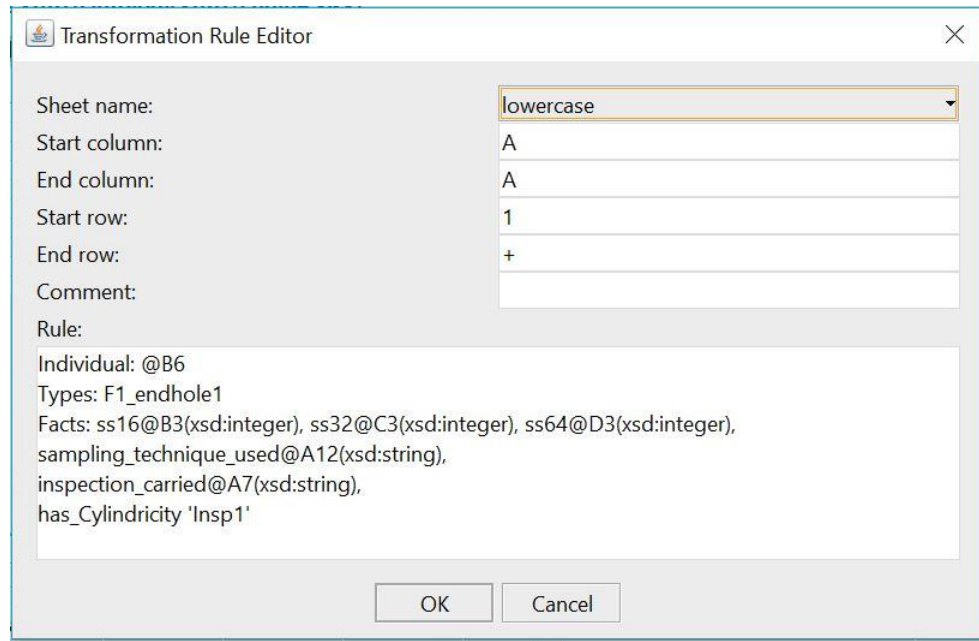 Transformation Rule Editor
Sheet name: lowercase
Start column: A
End column: A
Start row: 1
End row: +
Comment:
Rule:
Individual: @B6
Types: F1_endhole1
Facts: ss16@B3(xsd:integer), ss32@C3(xsd:integer), ss64@D3(xsd:integer),
sampling_technique_used@A12(xsd:string),
inspection_carried@A7(xsd:string),
has_Cylindricity 'Insp1'
OK Cancel